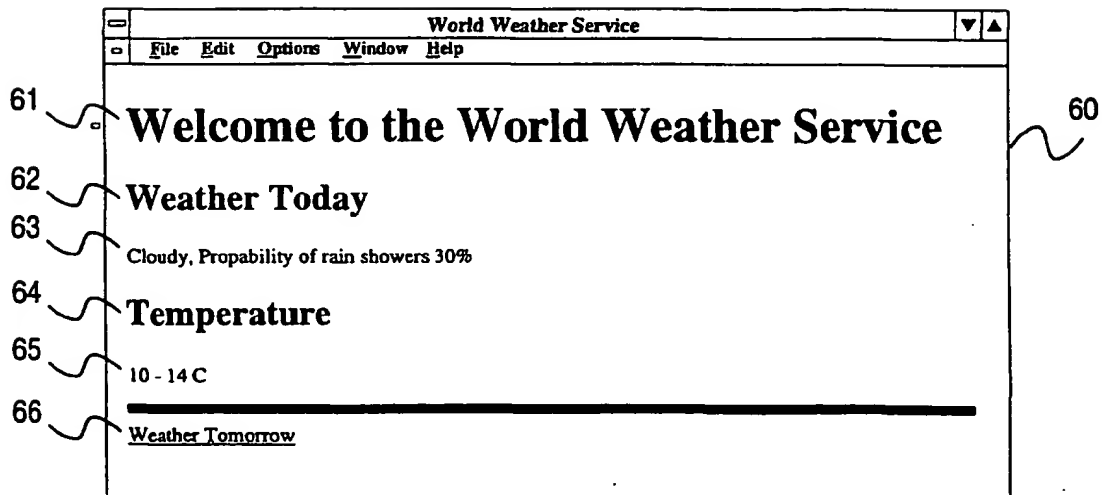 World Weather Service
File Edit Options Window Help
61
60
Welcome to the World Weather Service
62
Weather Today
63
Cloudy, Propability of rain showers 30%
64
Temperature
65
10 - 14 C
66
Weather Tomorrow